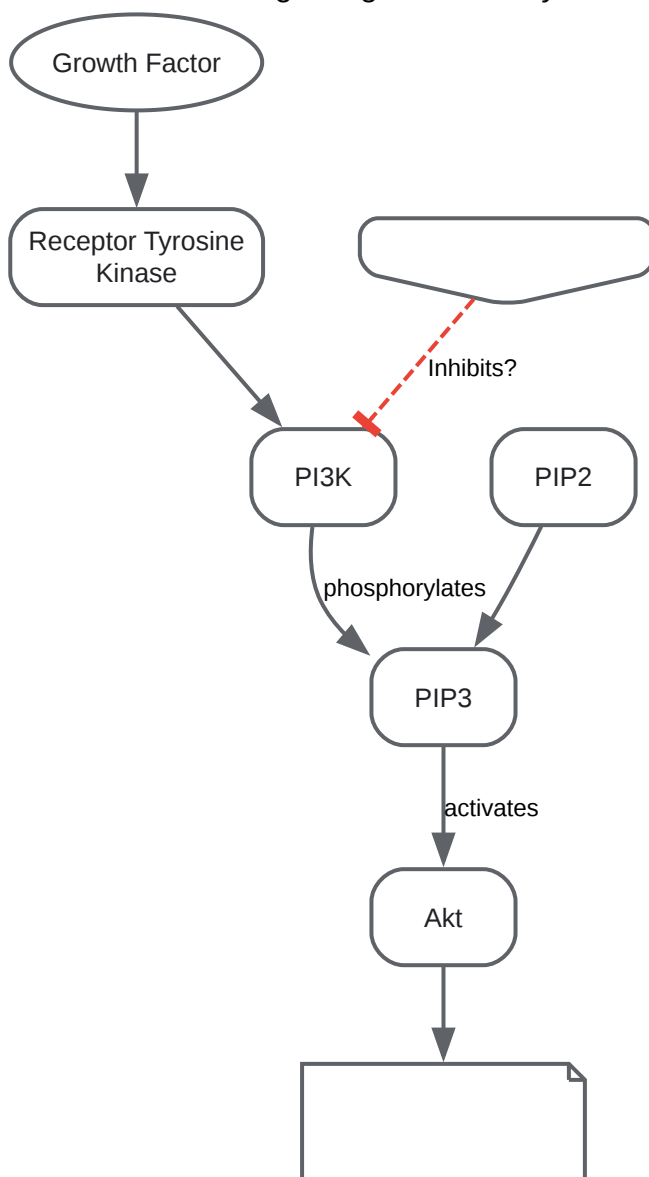 Growth Factor
Receptor Tyrosine
Kinase
Inhibits?
PI3K
PIP2
phosphorylates
PIP3
activates
Akt